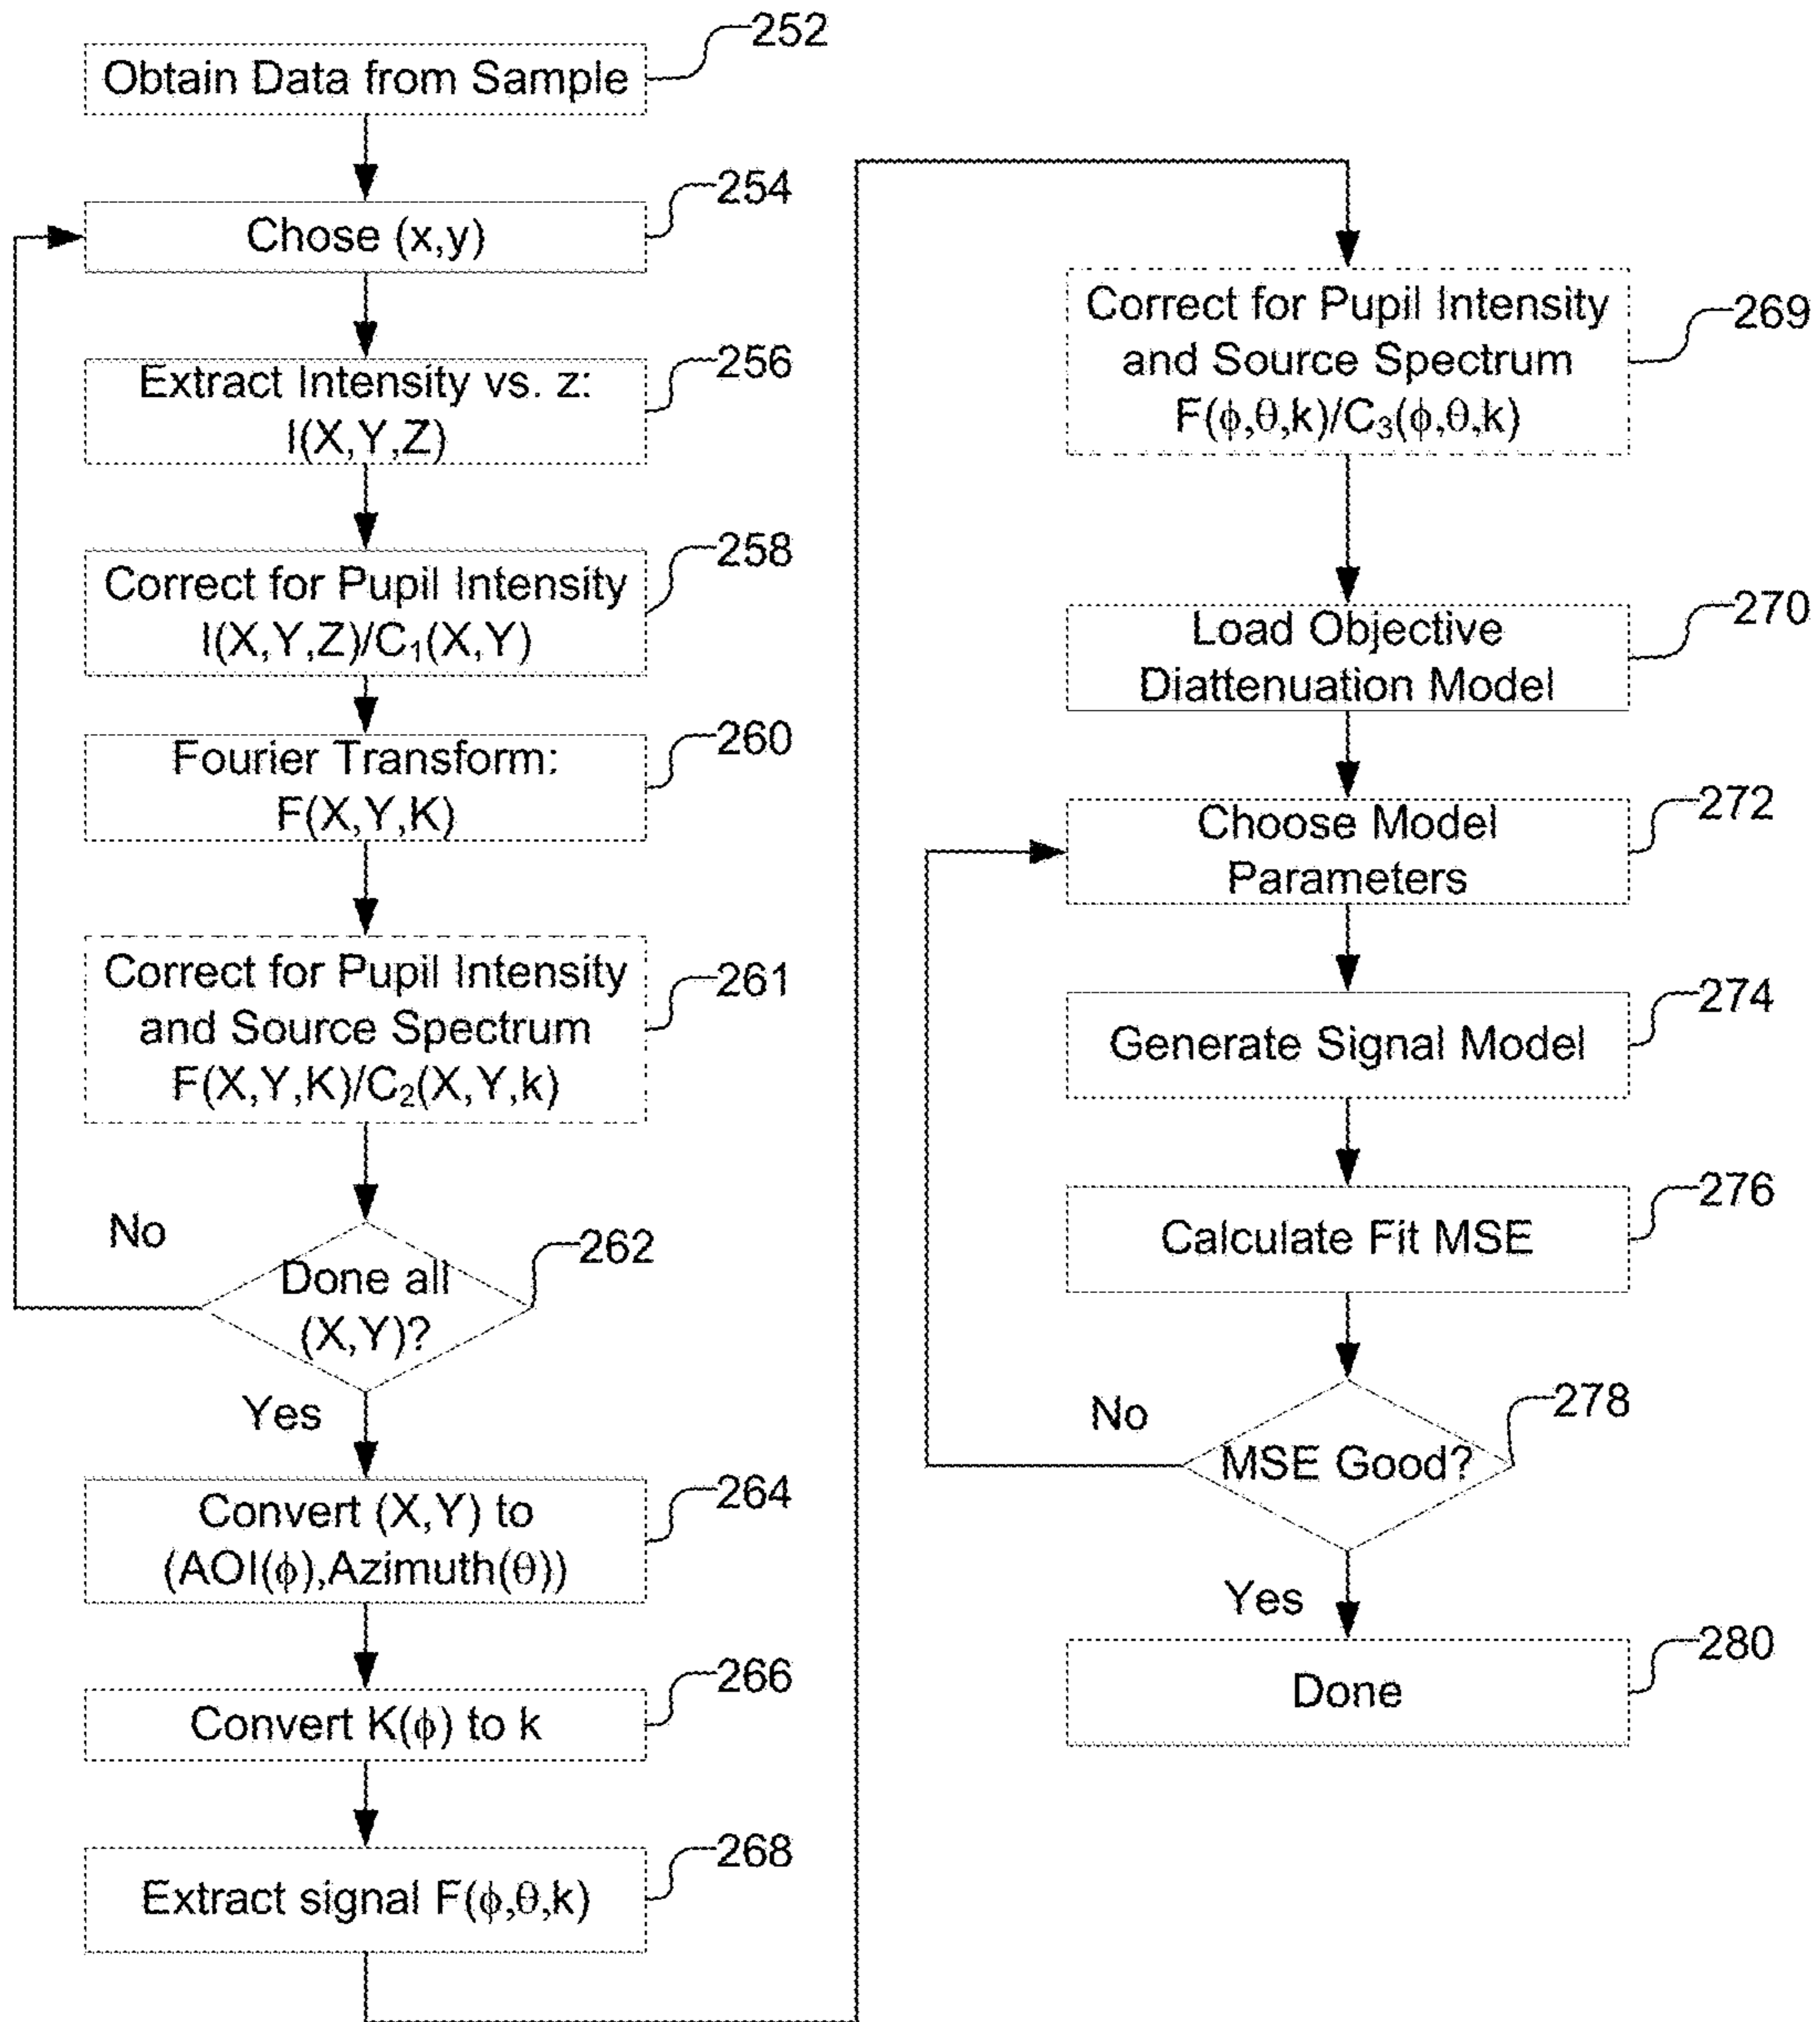 252
Obtain Data from Sample
254
Chose (x,y)
256
Extract Intensity vs. z:
I(X,Y,Z)
258
Correct for Pupil Intensity
I(X,Y,Z)/C₁(X,Y)
260
Fourier Transform:
F(X,Y,K)
261
Correct for Pupil Intensity
and Source Spectrum
F(X,Y,K)/C₂(X,Y,k)
No
262
Done all
(X,Y)?
Yes
264
Convert (X,Y) to
(AOI(ϕ),Azimuth(θ))
266
Convert K(ϕ) to k
268
Extract signal F(ϕ,θ,k)
269
Correct for Pupil Intensity
and Source Spectrum
F(ϕ,θ,k)/C₃(ϕ,θ,k)
270
Load Objective
Diattenuation Model
272
Choose Model
Parameters
274
Generate Signal Model
276
Calculate Fit MSE
No
278
MSE Good?
Yes
280
Done